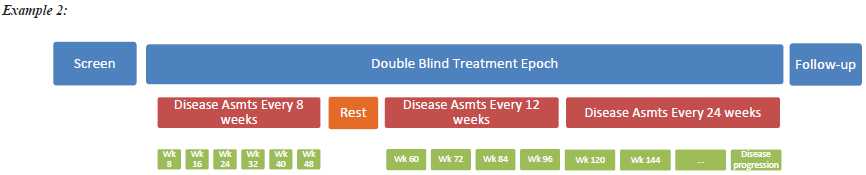 Example 2:
Screen
Double Blind Treatment Epoch
Follow-up
Disease Asmts Every 8
weeks
Rest
Disease Asmts Every 12
weeks
Disease Asmts Every 24 weeks
Wk
8
Wk
16
Wk
24
Wk
32
Wk
40
Wk
48
Wk 60
Wk 72
Wk 84
Wk 96
Wk 120
Wk 144
...
Disease
progression